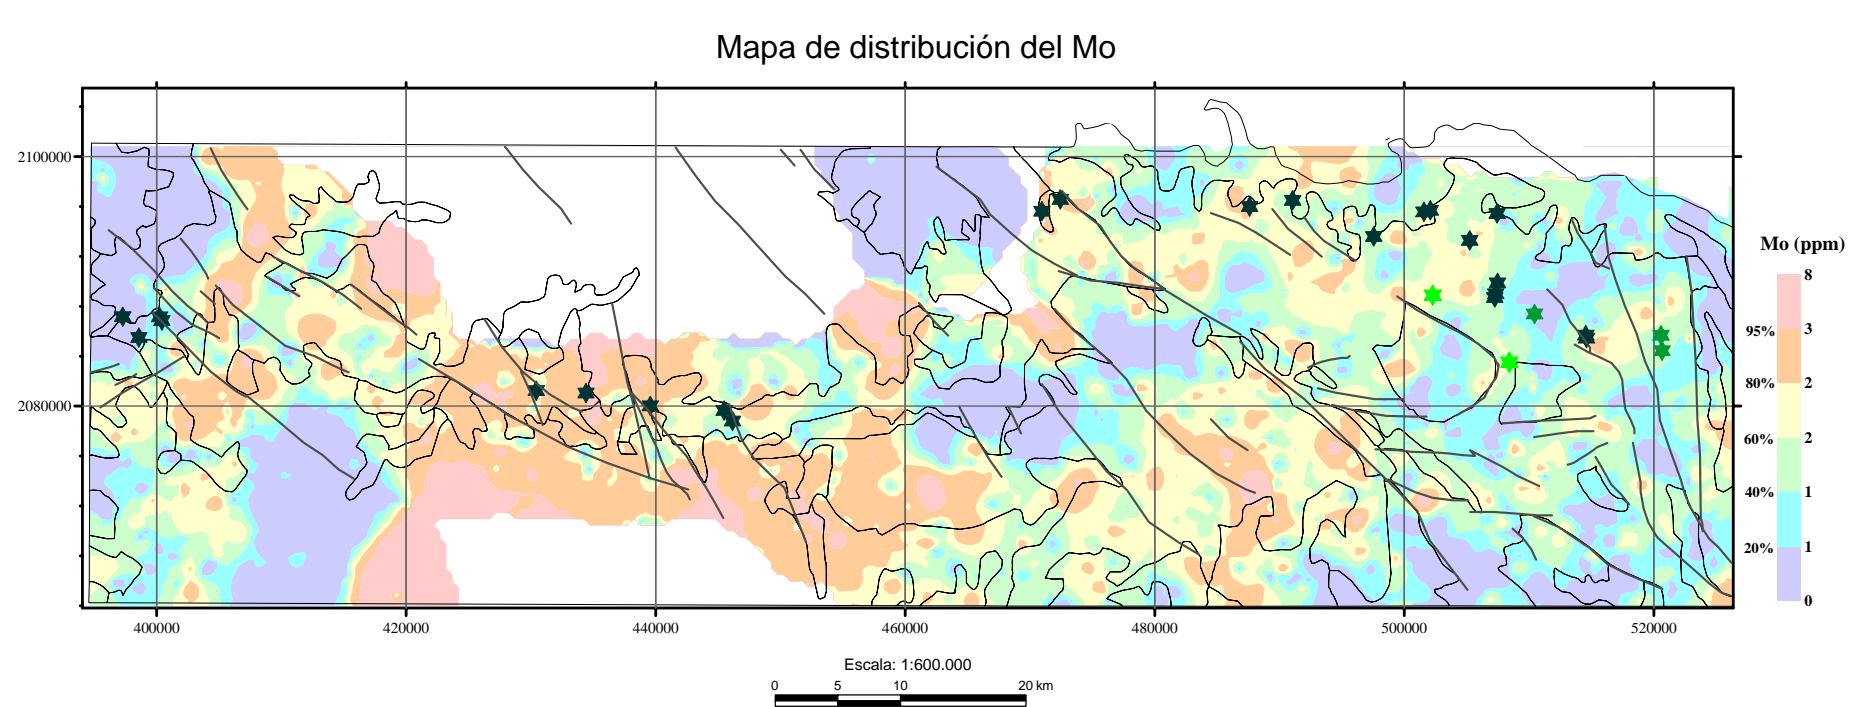 Mapa de distribución del Mo
2100000
2080000
400000 420000 440000 460000 480000 500000 520000
Mo (ppm)
8
95% 3
80% 2
60% 2
40% 1
20% 1
0
Escala: 1:600.000
0 5 10 20 km